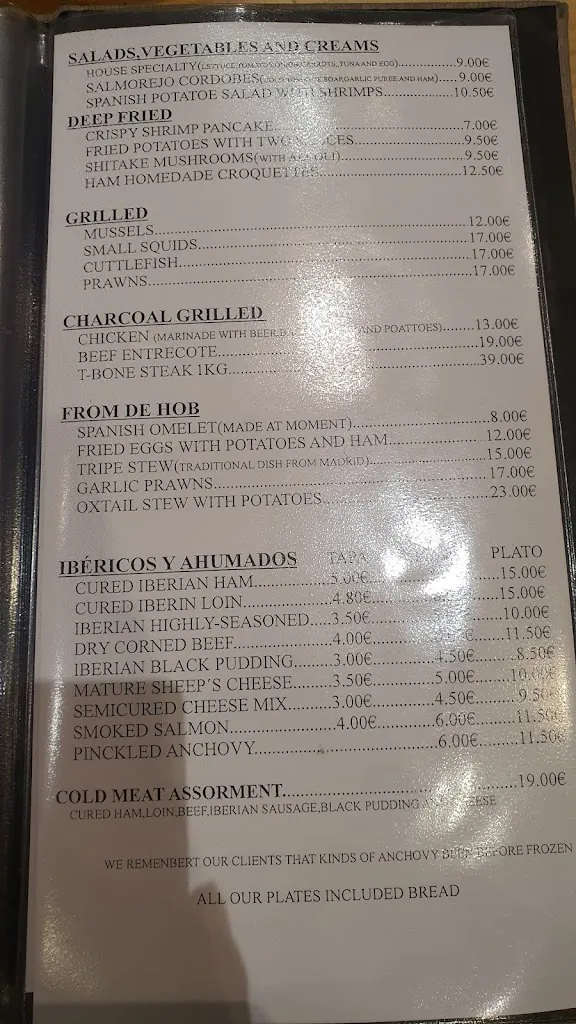 SALADS,VEGETABLES AND CREAMS
HOUSE SPECIALTY(LETTUCE,TOMATO,ONION,CARROTS,TUNA AND EGG)..............9.00€
SALMOREJO CORDOBES( SOUP,GARLIC PUREE AND HAM).....9.00€
SPANISH POTATOE SALAD WITH SHRIMPS................10.50€
DEEP FRIED
CRISPY SHRIMP PANCAKE................7.00€
FRIED POTATOES WITH TWO SAUCES................9.50€
SHITAKE MUSHROOMS(WITH ALIOLI)................9.50€
HAM HOMEDADE CROQUETTES................12.50€
GRILLED
MUSSELS................12.00€
SMALL SQUIDS................17.00€
CUTTLEFISH................17.00€
PRAWNS................17.00€
CHARCOAL GRILLED
CHICKEN (MARINADE WITH BEER, AND POATTOES)........13.00€
BEEF ENTRECOTE................19.00€
T-BONE STEAK 1KG................39.00€
FROM DE HOB
SPANISH OMELET(MADE AT MOMENT)................8.00€
FRIED EGGS WITH POTATOES AND HAM................12.00€
TRIPE STEW(TRADITIONAL DISH FROM MADRID)................15.00€
GARLIC PRAWNS................17.00€
OXTAIL STEW WITH POTATOES................23.00€
IBÉRICOS Y AHUMADOS TAPA PLATO
CURED IBERIAN HAM................5.00€................15.00€
CURED IBERIN LOIN................4.80€................15.00€
IBERIAN HIGHLY-SEASONED....3.50€................10.00€
DRY CORNED BEEF................4.00€................11.50€
IBERIAN BLACK PUDDING.......3.00€............4.50€........8.50€
MATURE SHEEP'S CHEESE.......3.50€............5.00€........10.00€
SEMICURED CHEESE MIX........3.00€............4.50€........9.50€
SMOKED SALMON................4.00€............6.00€........11.50€
PINCKLED ANCHOVY................6.00€........11.50€
COLD MEAT ASSORMENT................19.00€
CURED HAM,LOIN,BEEF,IBERIAN SAUSAGE,BLACK PUDDING AND CHEESE
WE REMENBERT OUR CLIENTS THAT KINDS OF ANCHOVY BEEN BEFORE FROZEN
ALL OUR PLATES INCLUDED BREAD